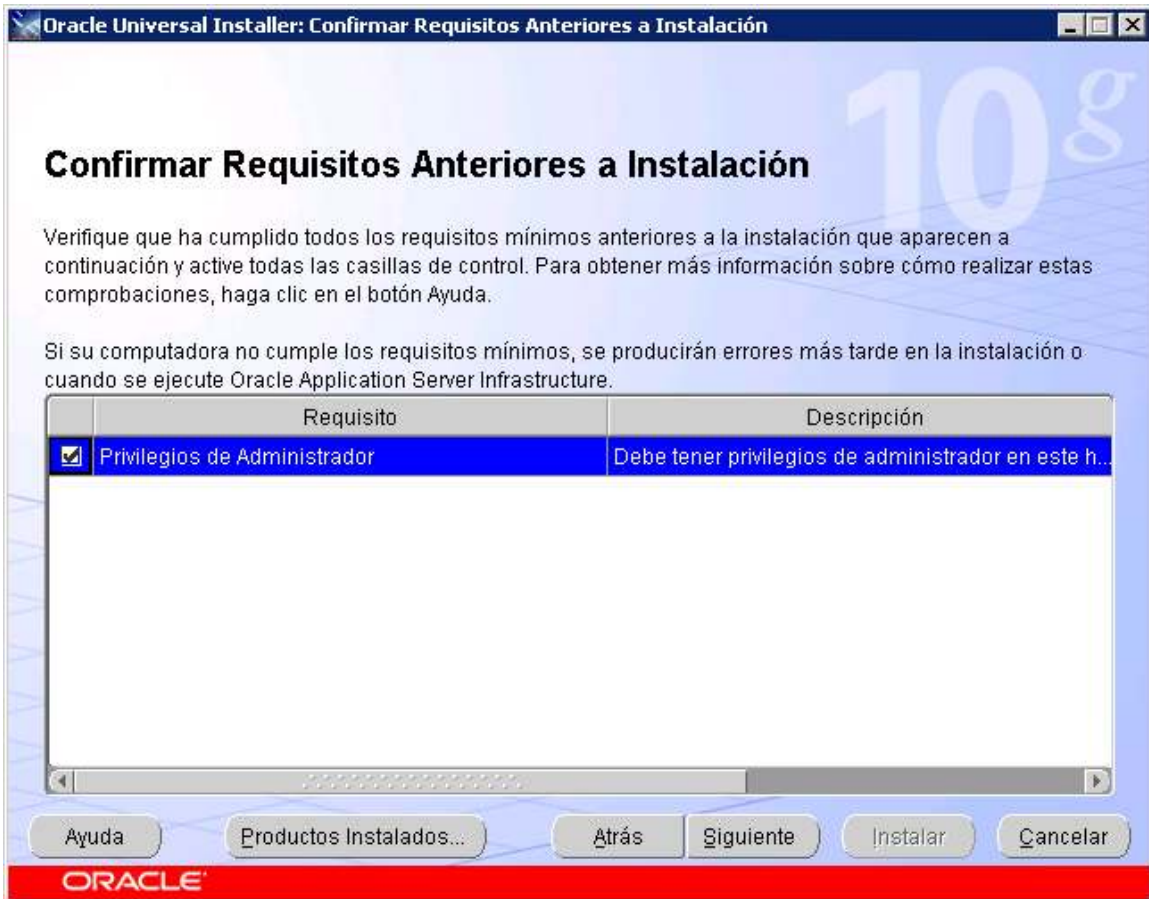 Oracle Universal Installer: Confirmar Requisitos Anteriores a Instalación
10g
Confirmar Requisitos Anteriores a Instalación
Verifique que ha cumplido todos los requisitos mínimos anteriores a la instalación que aparecen a
continuación y active todas las casillas de control. Para obtener más información sobre cómo realizar estas
comprobaciones, haga clic en el botón Ayuda.
Si su computadora no cumple los requisitos mínimos, se producirán errores más tarde en la instalación o
cuando se ejecute Oracle Application Server Infrastructure.
Requisito Descripción
Privilegios de Administrador Debe tener privilegios de administrador en este h...
Ayuda Productos Instalados... Atrás Siguiente Instalar Cancelar
ORACLE